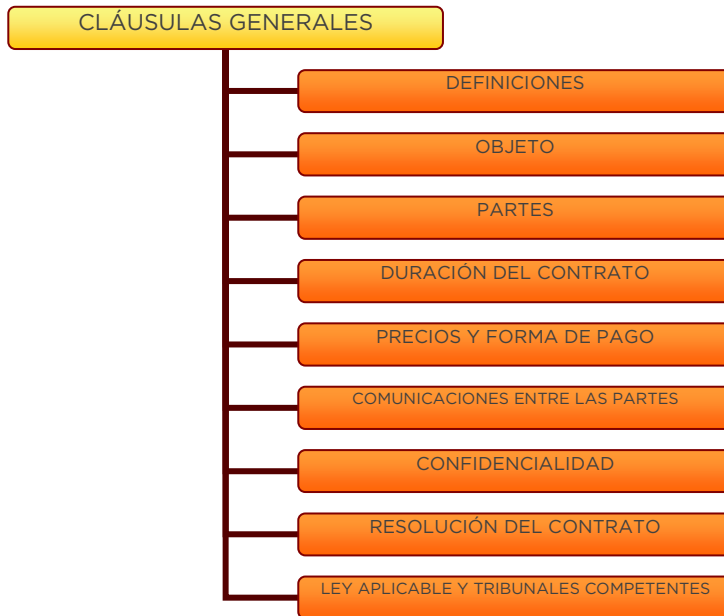 CLÁUSULAS GENERALES
DEFINICIONES
OBJETO
PARTES
DURACIÓN DEL CONTRATO
PRECIOS Y FORMA DE PAGO
COMUNICACIONES ENTRE LAS PARTES
CONFIDENCIALIDAD
RESOLUCIÓN DEL CONTRATO
LEY APLICABLE Y TRIBUNALES COMPETENTES